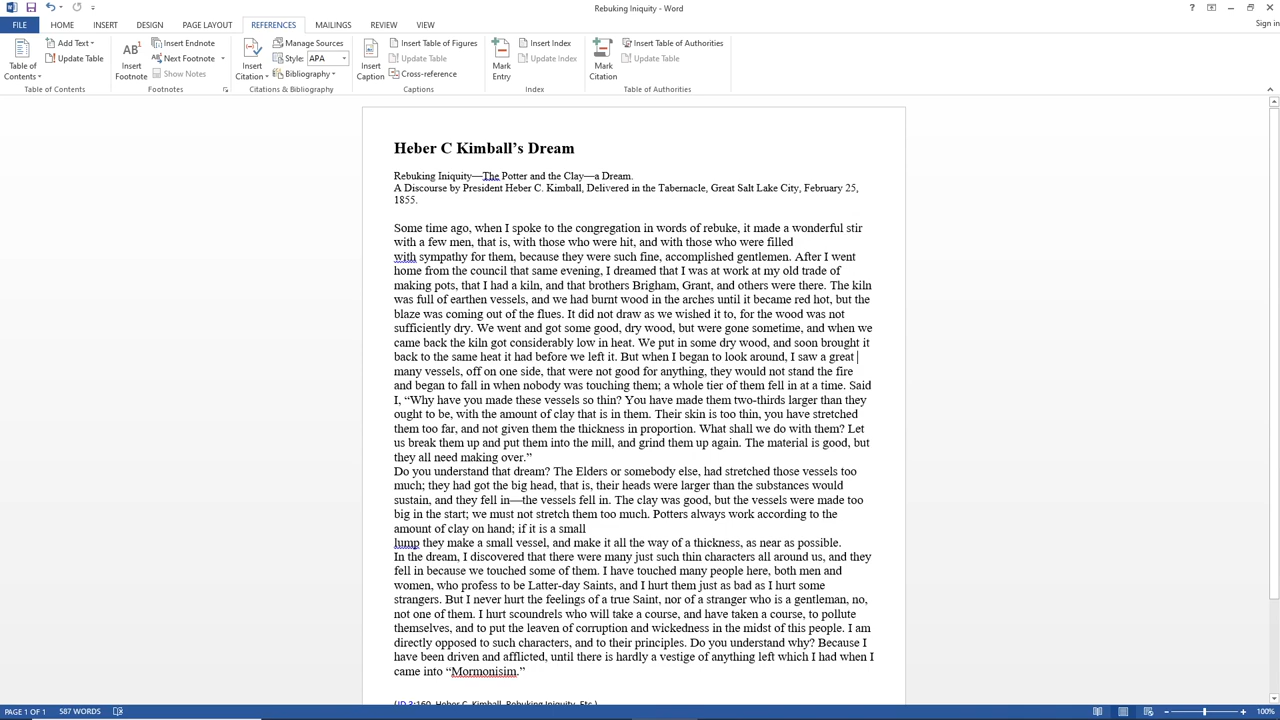 Rebuking Iniquity - Word
Sign in
FILE HOME INSERT DESIGN PAGE LAYOUT REFERENCES MAILINGS REVIEW VIEW
Table of Contents
Add Text
Update Table
Table of Contents
AB1
Insert Footnote
Insert Endnote
Next Footnote
Show Notes
Footnotes
Insert Citation
Manage Sources
Style: APA
Bibliography
Citations & Bibliography
Insert Caption
Insert Table of Figures
Update Table
Cross-reference
Captions
Mark Entry
Insert Index
Update Index
Index
Mark Citation
Insert Table of Authorities
Update Table
Table of Authorities
Heber C Kimball’s Dream
Rebuking Iniquity—The Potter and the Clay—a Dream.
A Discourse by President Heber C. Kimball, Delivered in the Tabernacle, Great Salt Lake City, February 25,
1855.
Some time ago, when I spoke to the congregation in words of rebuke, it made a wonderful stir
with a few men, that is, with those who were hit, and with those who were filled
with sympathy for them, because they were such fine, accomplished gentlemen. After I went
home from the council that same evening, I dreamed that I was at work at my old trade of
making pots, that I had a kiln, and that brothers Brigham, Grant, and others were there. The kiln
was full of earthen vessels, and we had burnt wood in the arches until it became red hot, but the
blaze was coming out of the flues. It did not draw as we wished it to, for the wood was not
sufficiently dry. We went and got some good, dry wood, but were gone sometime, and when we
came back the kiln got considerably low in heat. We put in some dry wood, and soon brought it
back to the same heat it had before we left it. But when I began to look around, I saw a great
many vessels, off on one side, that were not good for anything, they would not stand the fire
and began to fall in when nobody was touching them; a whole tier of them fell in at a time. Said
I, “Why have you made these vessels so thin? You have made them two-thirds larger than they
ought to be, with the amount of clay that is in them. Their skin is too thin, you have stretched
them too far, and not given them the thickness in proportion. What shall we do with them? Let
us break them up and put them into the mill, and grind them up again. The material is good, but
they all need making over.”
Do you understand that dream? The Elders or somebody else, had stretched those vessels too
much; they had got the big head, that is, their heads were larger than the substances would
sustain, and they fell in—the vessels fell in. The clay was good, but the vessels were made too
big in the start; we must not stretch them too much. Potters always work according to the
amount of clay on hand; if it is a small
lump they make a small vessel, and make it all the way of a thickness, as near as possible.
In the dream, I discovered that there were many just such thin characters all around us, and they
fell in because we touched some of them. I have touched many people here, both men and
women, who profess to be Latter-day Saints, and I hurt them just as bad as I hurt some
strangers. But I never hurt the feelings of a true Saint, nor of a stranger who is a gentleman, no,
not one of them. I hurt scoundrels who will take a course, and have taken a course, to pollute
themselves, and to put the leaven of corruption and wickedness in the midst of this people. I am
directly opposed to such characters, and to their principles. Do you understand why? Because I
have been driven and afflicted, until there is hardly a vestige of anything left which I had when I
came into “Mormonisim.”
(JD 3:160, Heber C. Kimball, Rebuking Iniquity, Etc.)
PAGE 1 OF 1 587 WORDS
100%